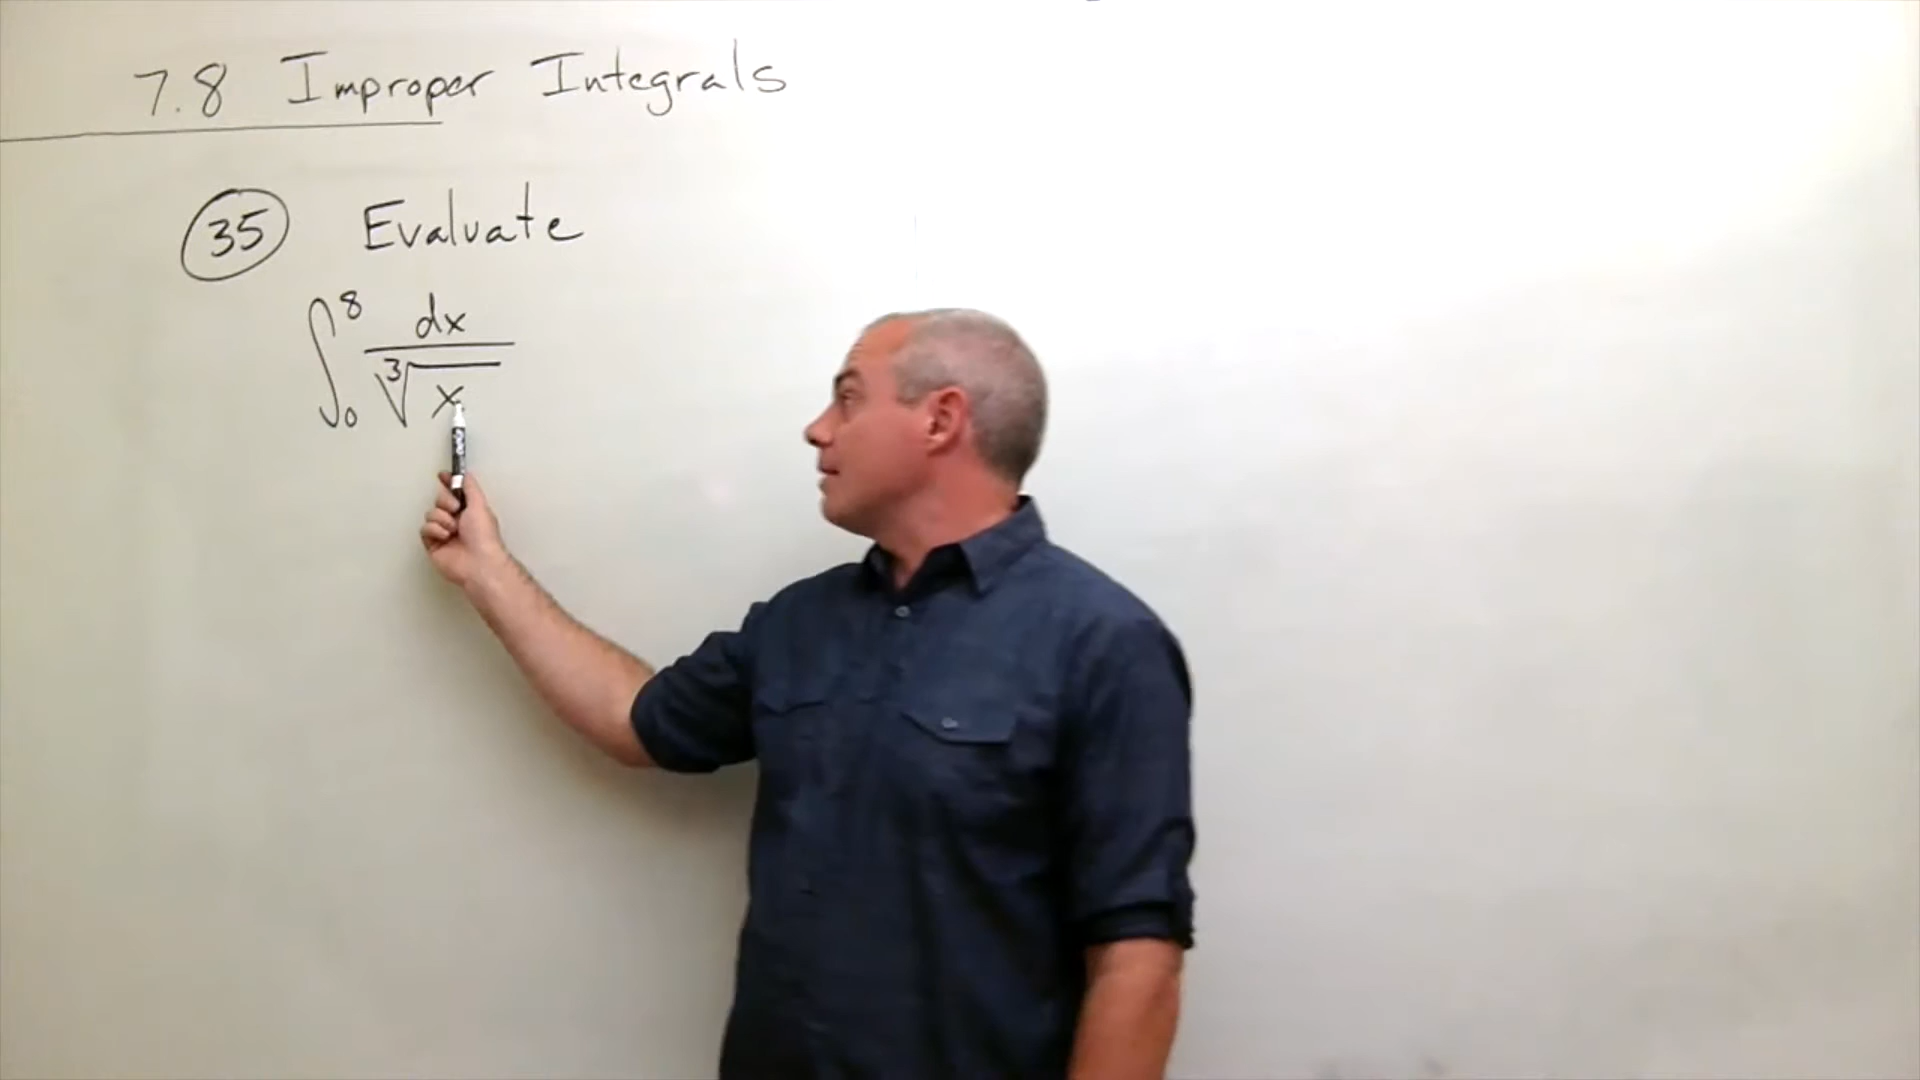 7.8 Improper Integrals
35 Evaluate
∫₀⁸ dx / ∛x